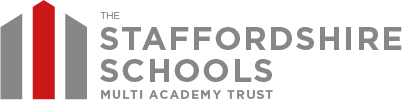 THE
STAFFORDSHIRE
SCHOOLS
MULTI ACADEMY TRUST